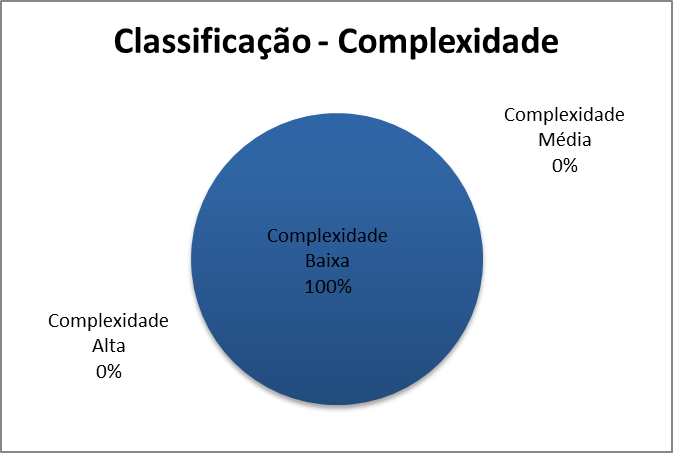 Classificação - Complexidade
Complexidade
Média
0%
Complexidade
Baixa
100%
Complexidade
Alta
0%